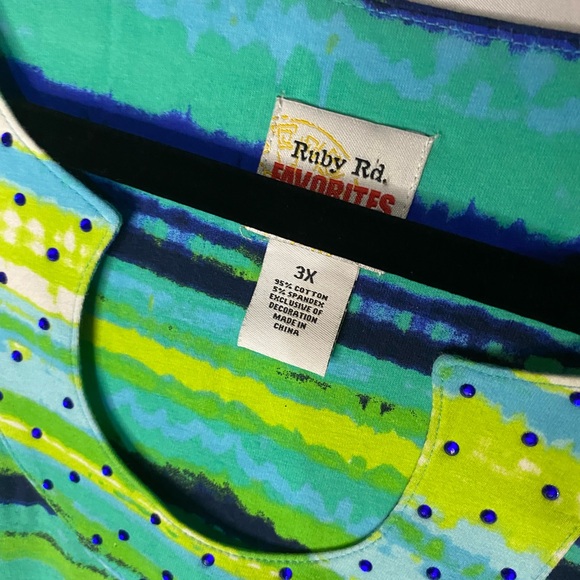 Ruby Rd.
FAVORITES
3X
95% COTTON
5% SPANDEX
EXCLUSIVE OF
DECORATION
MADE IN
CHINA